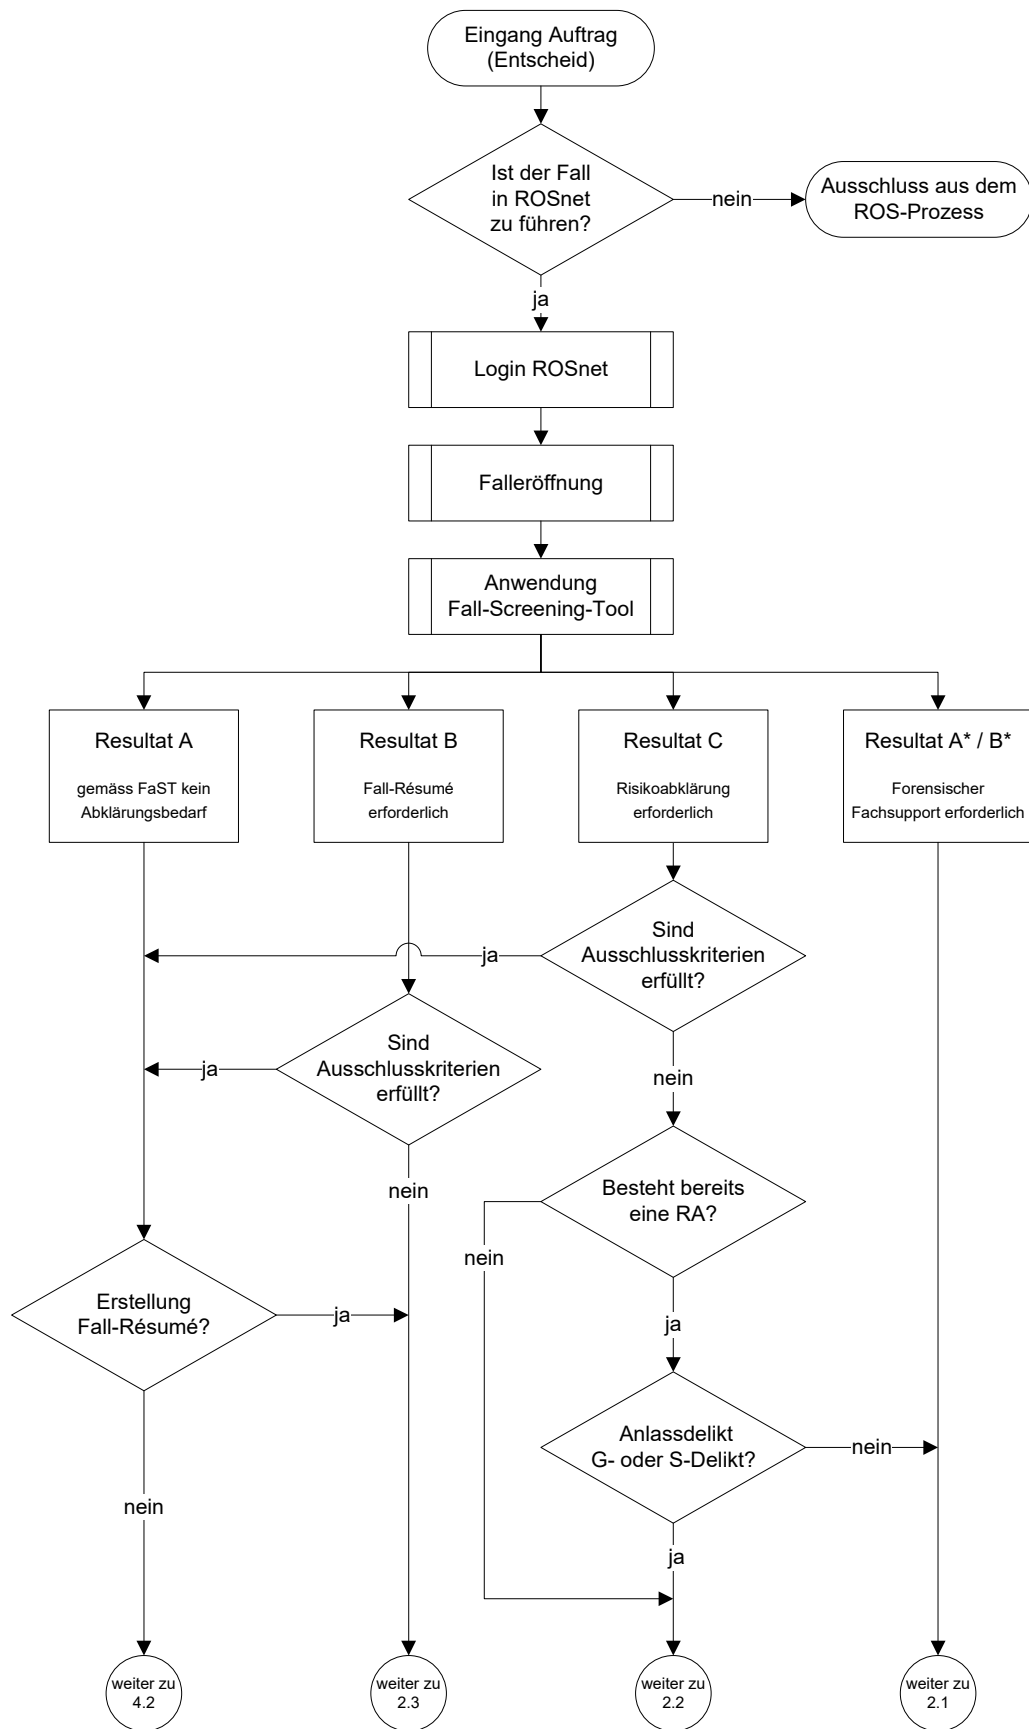 Eingang Auftrag
(Entscheid)
Ist der Fall
in ROSnet
zu führen?
nein
Ausschluss aus dem
ROS-Prozess
ja
Login ROSnet
Falleröffnung
Anwendung
Fall-Screening-Tool
Resultat A
gemäss FaST kein
Abklärungsbedarf
Resultat B
Fall-Résumé
erforderlich
Resultat C
Risikoabklärung
erforderlich
Resultat A* / B*
Forensischer
Fachsupport erforderlich
Sind
Ausschlusskriterien
erfüllt?
ja
Sind
Ausschlusskriterien
erfüllt?
ja
nein
nein
Besteht bereits
eine RA?
nein
Erstellung
Fall-Résumé?
ja
ja
Anlassdelikt
G- oder S-Delikt?
nein
nein
ja
weiter zu
4.2
weiter zu
2.3
weiter zu
2.2
weiter zu
2.1